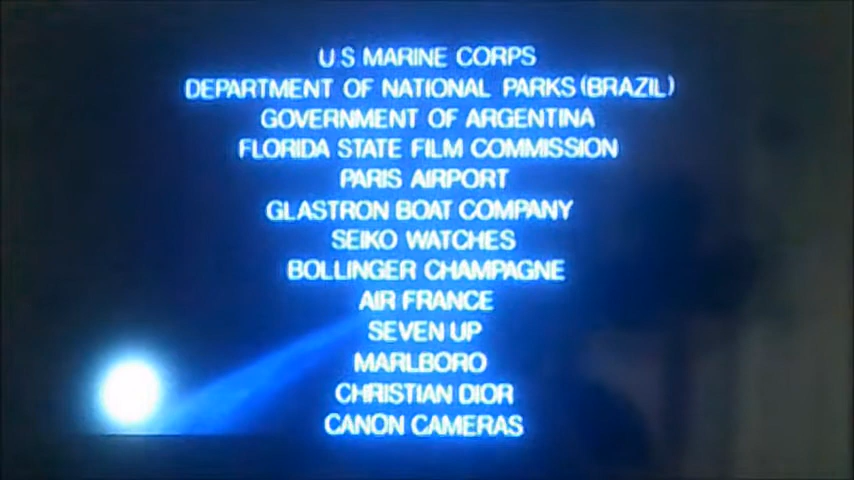 U S MARINE CORPS
DEPARTMENT OF NATIONAL PARKS (BRAZIL)
GOVERNMENT OF ARGENTINA
FLORIDA STATE FILM COMMISSION
PARIS AIRPORT
GLASTRON BOAT COMPANY
SEIKO WATCHES
BOLLINGER CHAMPAGNE
AIR FRANCE
SEVEN UP
MARLBORO
CHRISTIAN DIOR
CANON CAMERAS